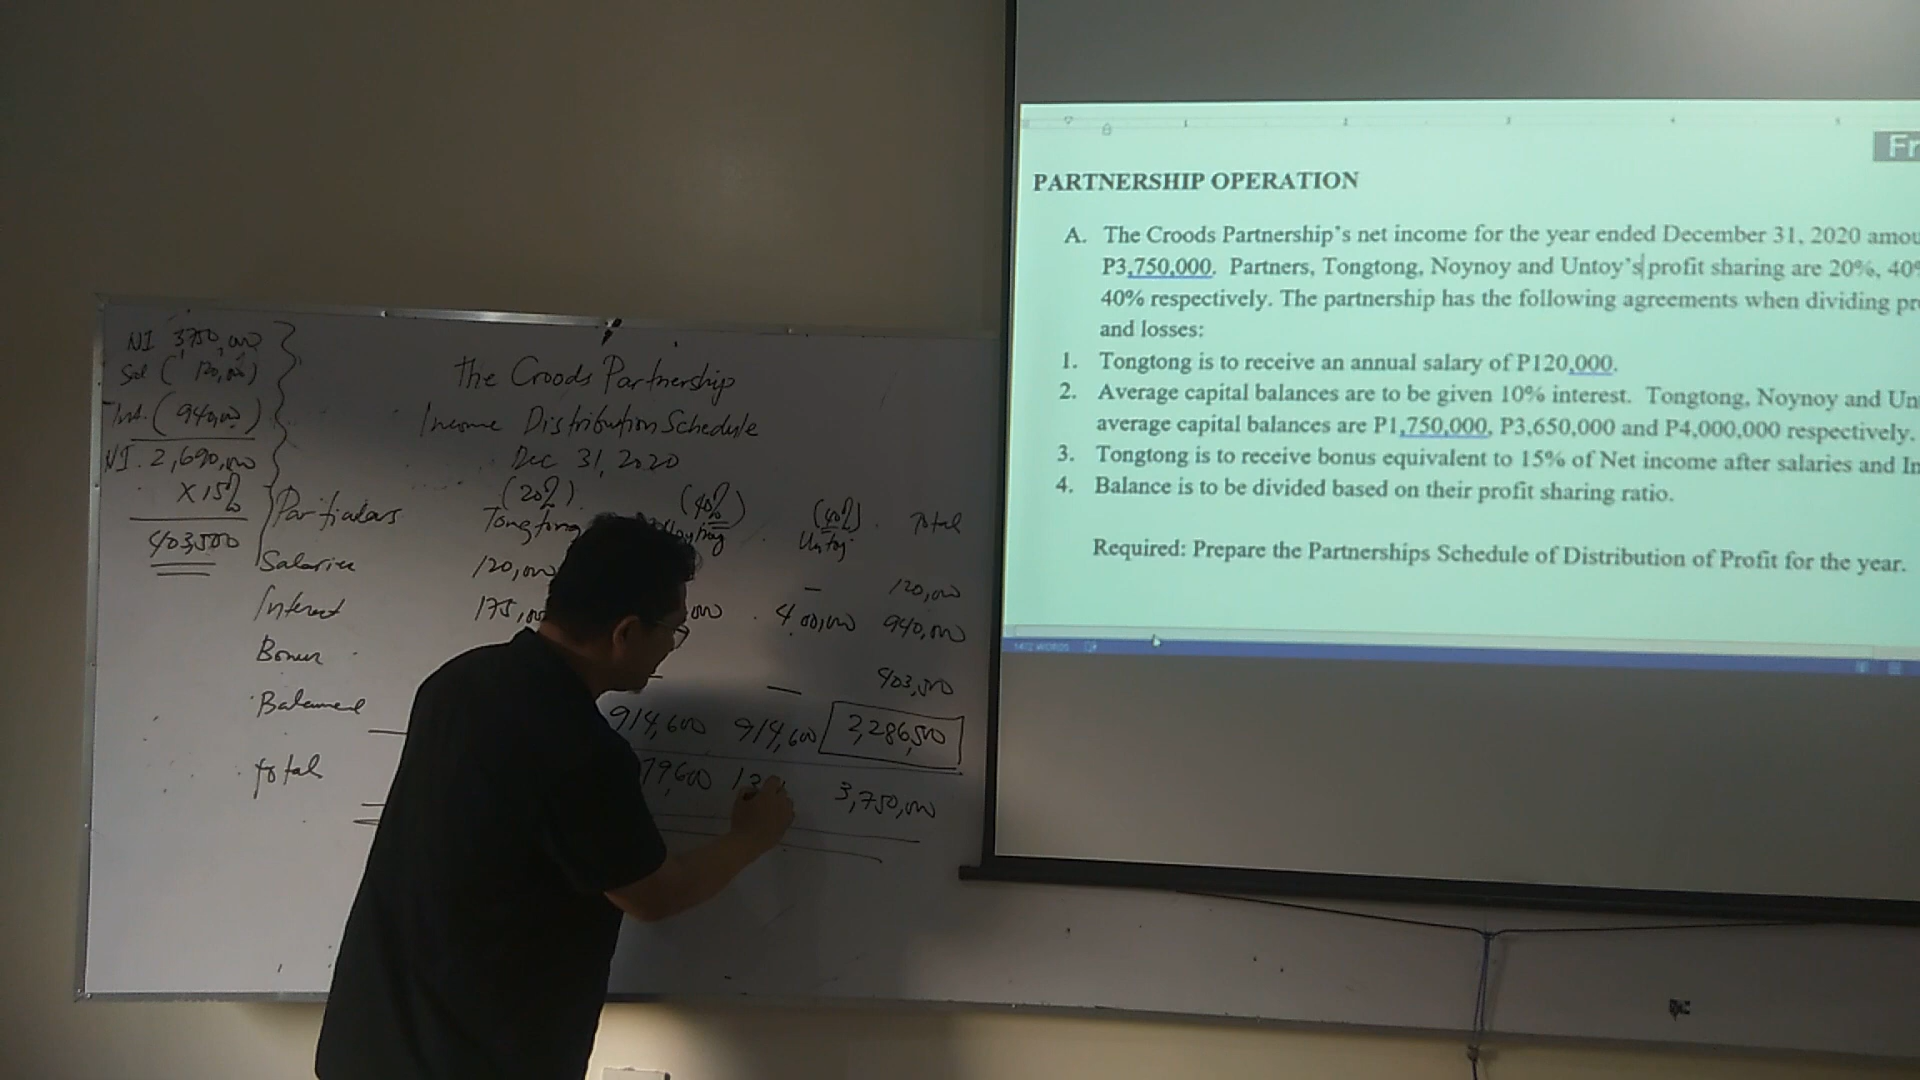 NI 3,750,000
Sal ( 120,000)
Int. ( 940,000)
NI. 2,690,000
X 15%
403,500
The Croods Partnership
Income Distribution Schedule
Dec 31, 2020
(20%) (40%) (40%)
Particulars Tongtong Untoy Total
Salaries 120,000 — 120,000
Interest 175,000 000 400,000 940,000
Bonus — — 403,500
Balance 914,600 914,600 2,286,500
Total 79,600 13 3,750,000
Fr
PARTNERSHIP OPERATION
A. The Croods Partnership's net income for the year ended December 31, 2020 amou
P3,750,000. Partners, Tongtong, Noynoy and Untoy's profit sharing are 20%, 40%
40% respectively. The partnership has the following agreements when dividing pr
and losses:
1. Tongtong is to receive an annual salary of P120,000.
2. Average capital balances are to be given 10% interest. Tongtong, Noynoy and Un
average capital balances are P1,750,000, P3,650,000 and P4,000,000 respectively.
3. Tongtong is to receive bonus equivalent to 15% of Net income after salaries and In
4. Balance is to be divided based on their profit sharing ratio.
Required: Prepare the Partnerships Schedule of Distribution of Profit for the year.